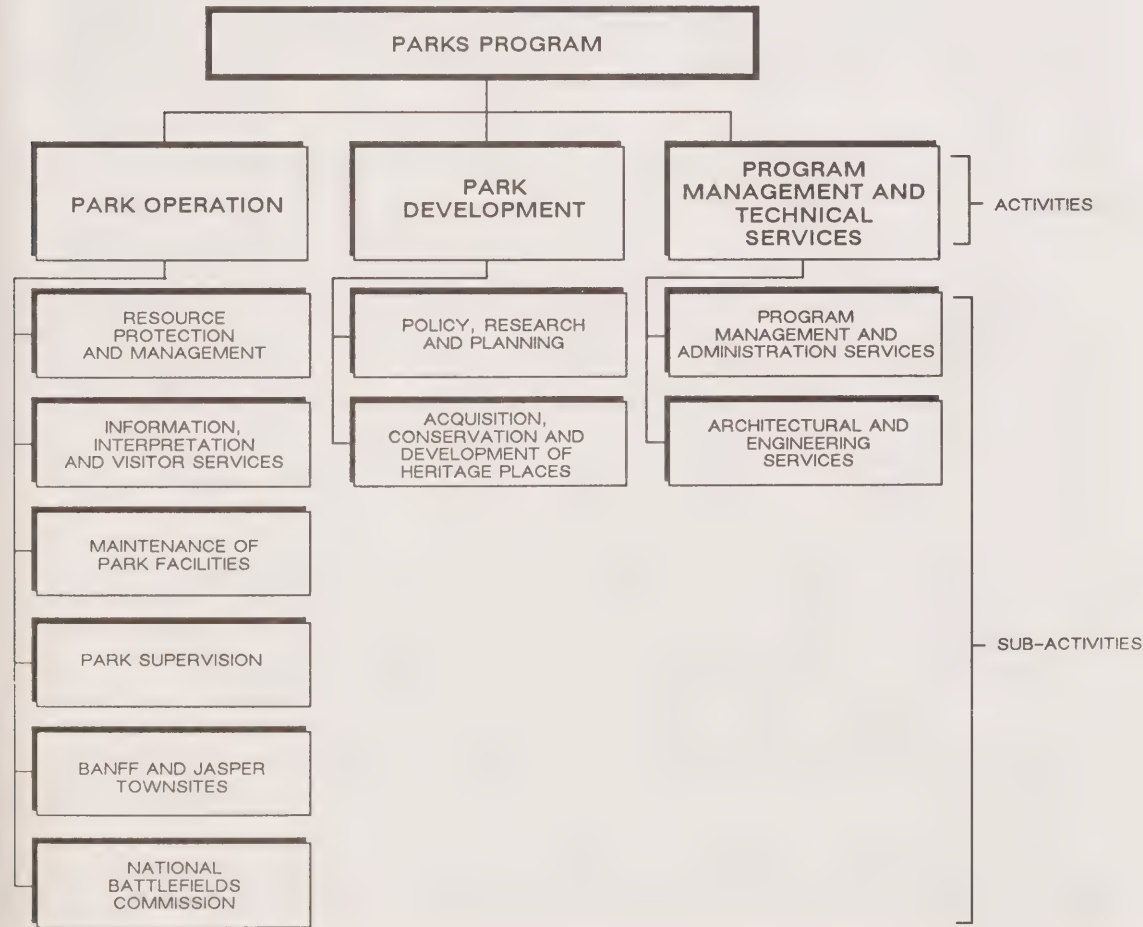 PARKS PROGRAM
PARK OPERATION
PARK
DEVELOPMENT
PROGRAM
MANAGEMENT AND
TECHNICAL
SERVICES
ACTIVITIES
RESOURCE
PROTECTION
AND MANAGEMENT
POLICY, RESEARCH
AND PLANNING
PROGRAM
MANAGEMENT AND
ADMINISTRATION SERVICES
INFORMATION,
INTERPRETATION
AND VISITOR SERVICES
ACQUISITION,
CONSERVATION AND
DEVELOPMENT OF
HERITAGE PLACES
ARCHITECTURAL AND
ENGINEERING
SERVICES
MAINTENANCE OF
PARK FACILITIES
PARK SUPERVISION
SUB-ACTIVITIES
BANFF AND JASPER
TOWNSITES
NATIONAL
BATTLEFIELDS
COMMISSION